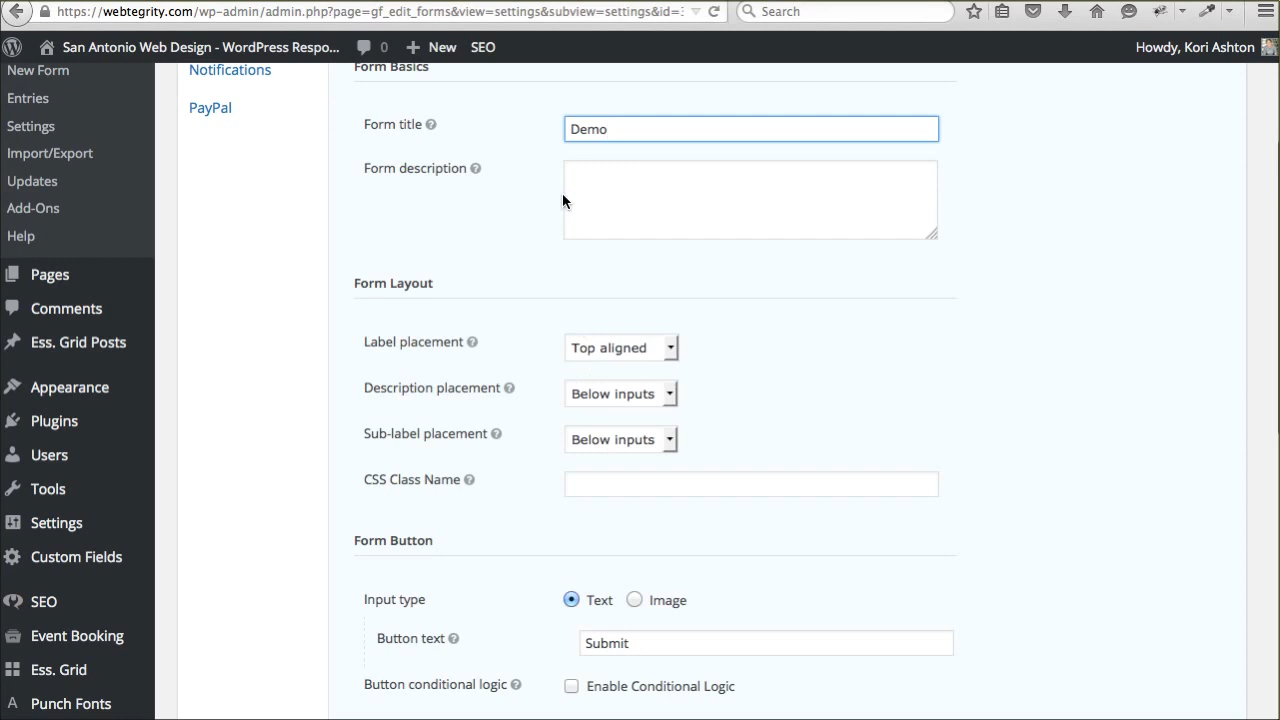 https://webtegrity.com/wp-admin/admin.php?page=gf_edit_forms&view=settings&subview=settings&id=
Search
San Antonio Web Design - WordPress Respo...
0
New
SEO
Howdy, Kori Ashton
New Form
Entries
Settings
Import/Export
Updates
Add-Ons
Help
Pages
Comments
Ess. Grid Posts
Appearance
Plugins
Users
Tools
Settings
Custom Fields
SEO
Event Booking
Ess. Grid
Punch Fonts
Notifications
PayPal
Form Basics
Form title
Demo
Form description
Form Layout
Label placement
Top aligned
Description placement
Below inputs
Sub-label placement
Below inputs
CSS Class Name
Form Button
Input type
Text
Image
Button text
Submit
Button conditional logic
Enable Conditional Logic